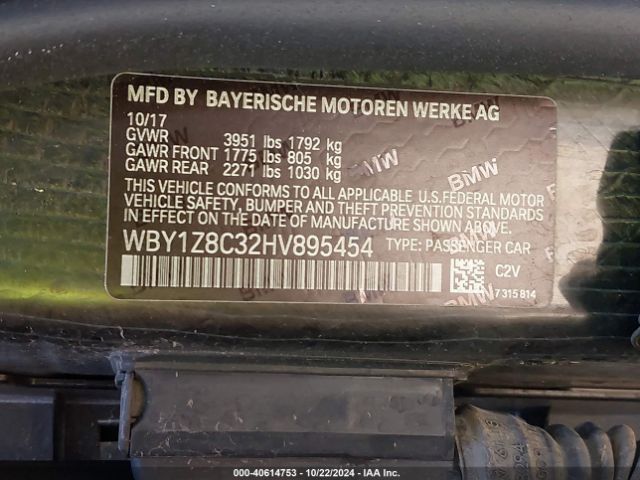 MFD BY BAYERISCHE MOTOREN WERKE AG
10/17
GVWR 3951 lbs 1792 kg
GAWR FRONT 1775 lbs 805 kg
GAWR REAR 2271 lbs 1030 kg
THIS VEHICLE CONFORMS TO ALL APPLICABLE U.S.FEDERAL MOTOR
VEHICLE SAFETY, BUMPER AND THEFT PREVENTION STANDARDS
IN EFFECT ON THE DATE OF MANUFACTURE SHOWN ABOVE.
WBY1Z8C32HV895454 TYPE: PASSENGER CAR
C2V
7 315 814
BMW
BMW
BMW
000-40614753 - 10/22/2024 - IAA Inc.